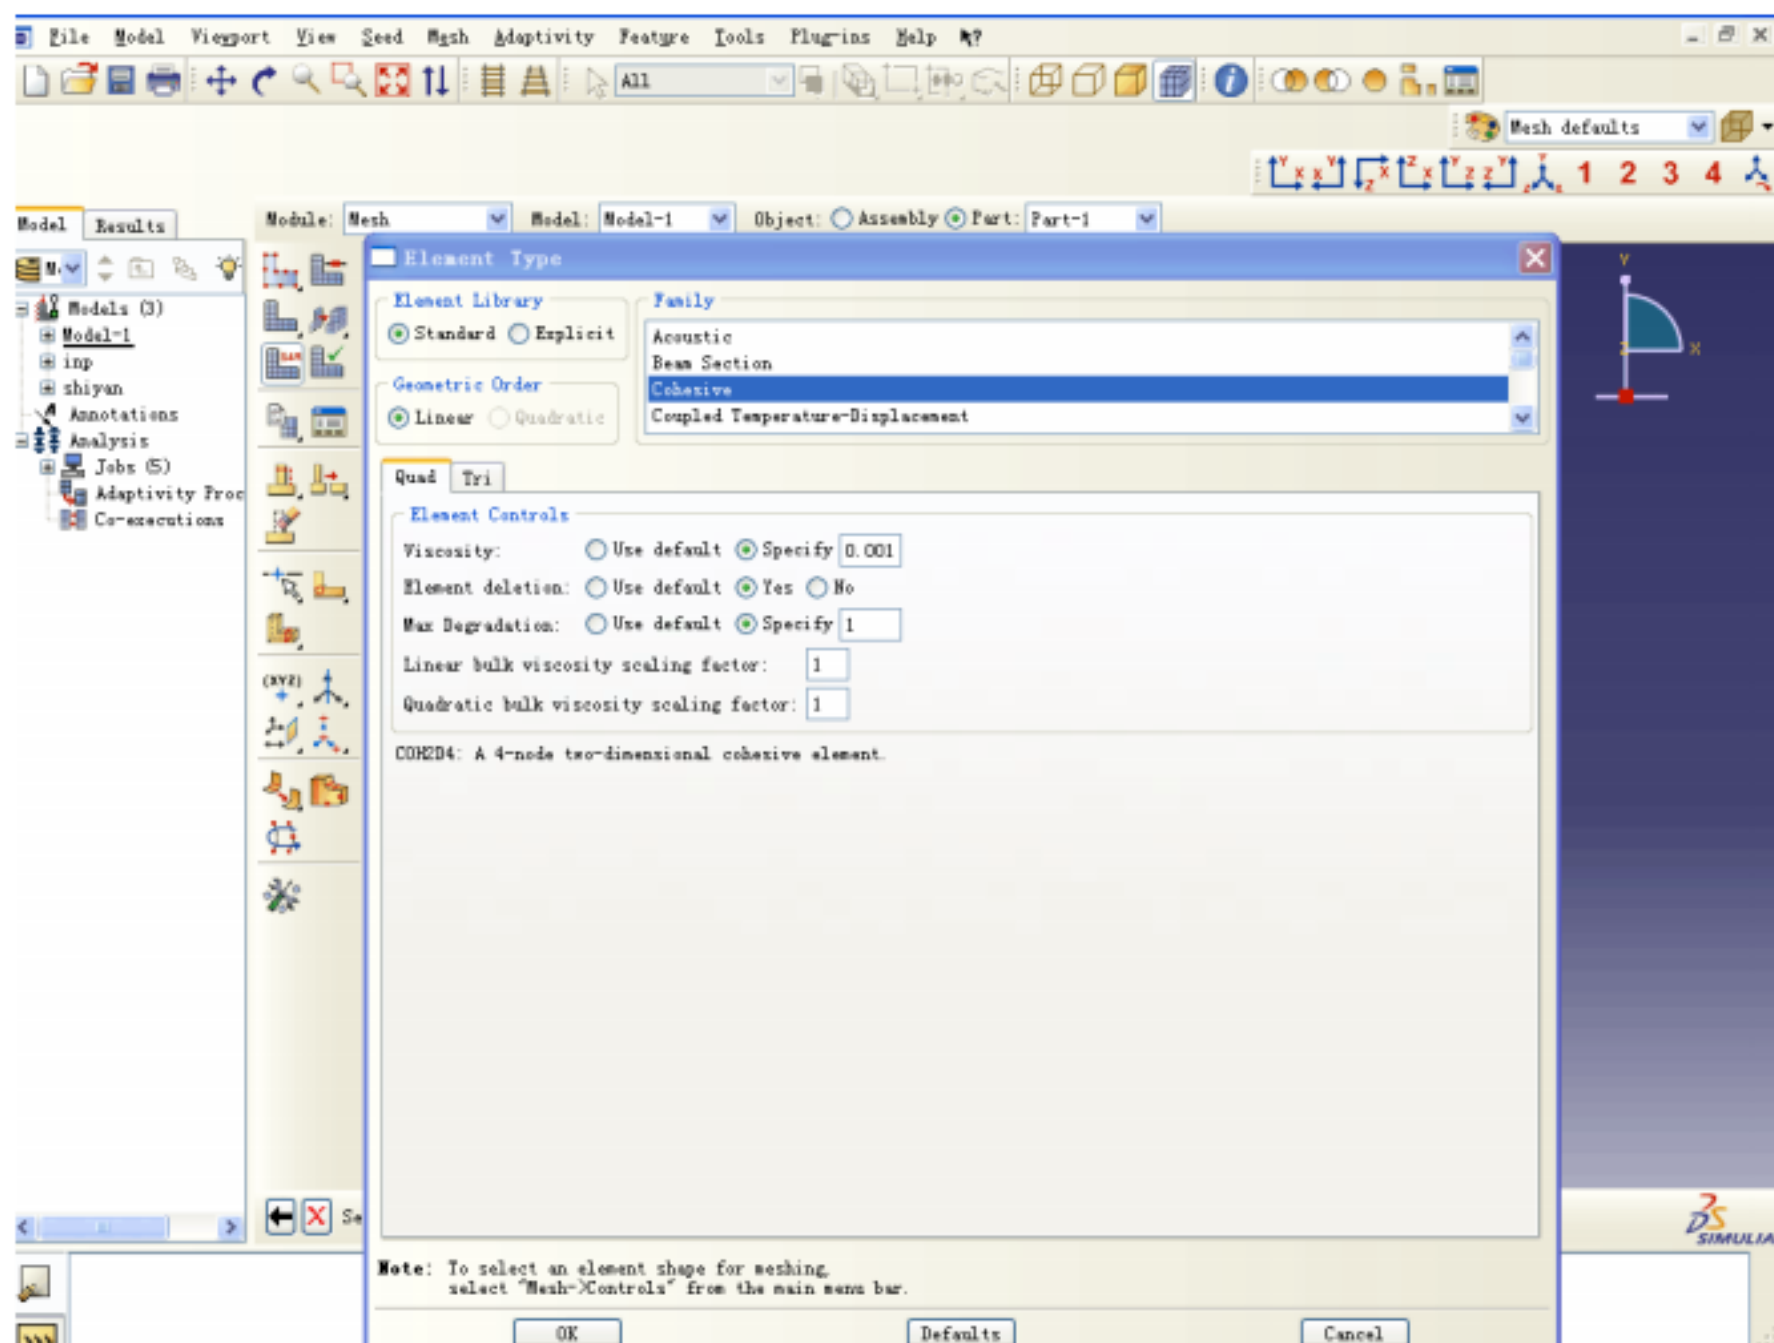 File Model Viewport View Seed Mesh Adaptivity Feature Tools Plug-ins Help
All
Mesh defaults
1 2 3 4
Model Results
Module: Mesh Model: Model-1 Object: Assembly Part: Part-1
Element Type
Element Library
Standard Explicit
Geometric Order
Linear Quadratic
Family
Acoustic
Beam Section
Cohesive
Coupled Temperature-Displacement
Models (3)
Model-1
inp
shiyan
Annotations
Analysis
Jobs (5)
Adaptivity Proc
Co-executions
Quad Tri
Element Controls
Viscosity: Use default Specify 0.001
Element deletion: Use default Yes No
Max Degradation: Use default Specify 1
Linear bulk viscosity scaling factor: 1
Quadratic bulk viscosity scaling factor: 1
COH2D4: A 4-node two-dimensional cohesive element.
(XYZ)
Y
X
Z
Se
SIMULIA
Note: To select an element shape for meshing,
select "Mesh->Controls" from the main menu bar.
OK Defaults Cancel